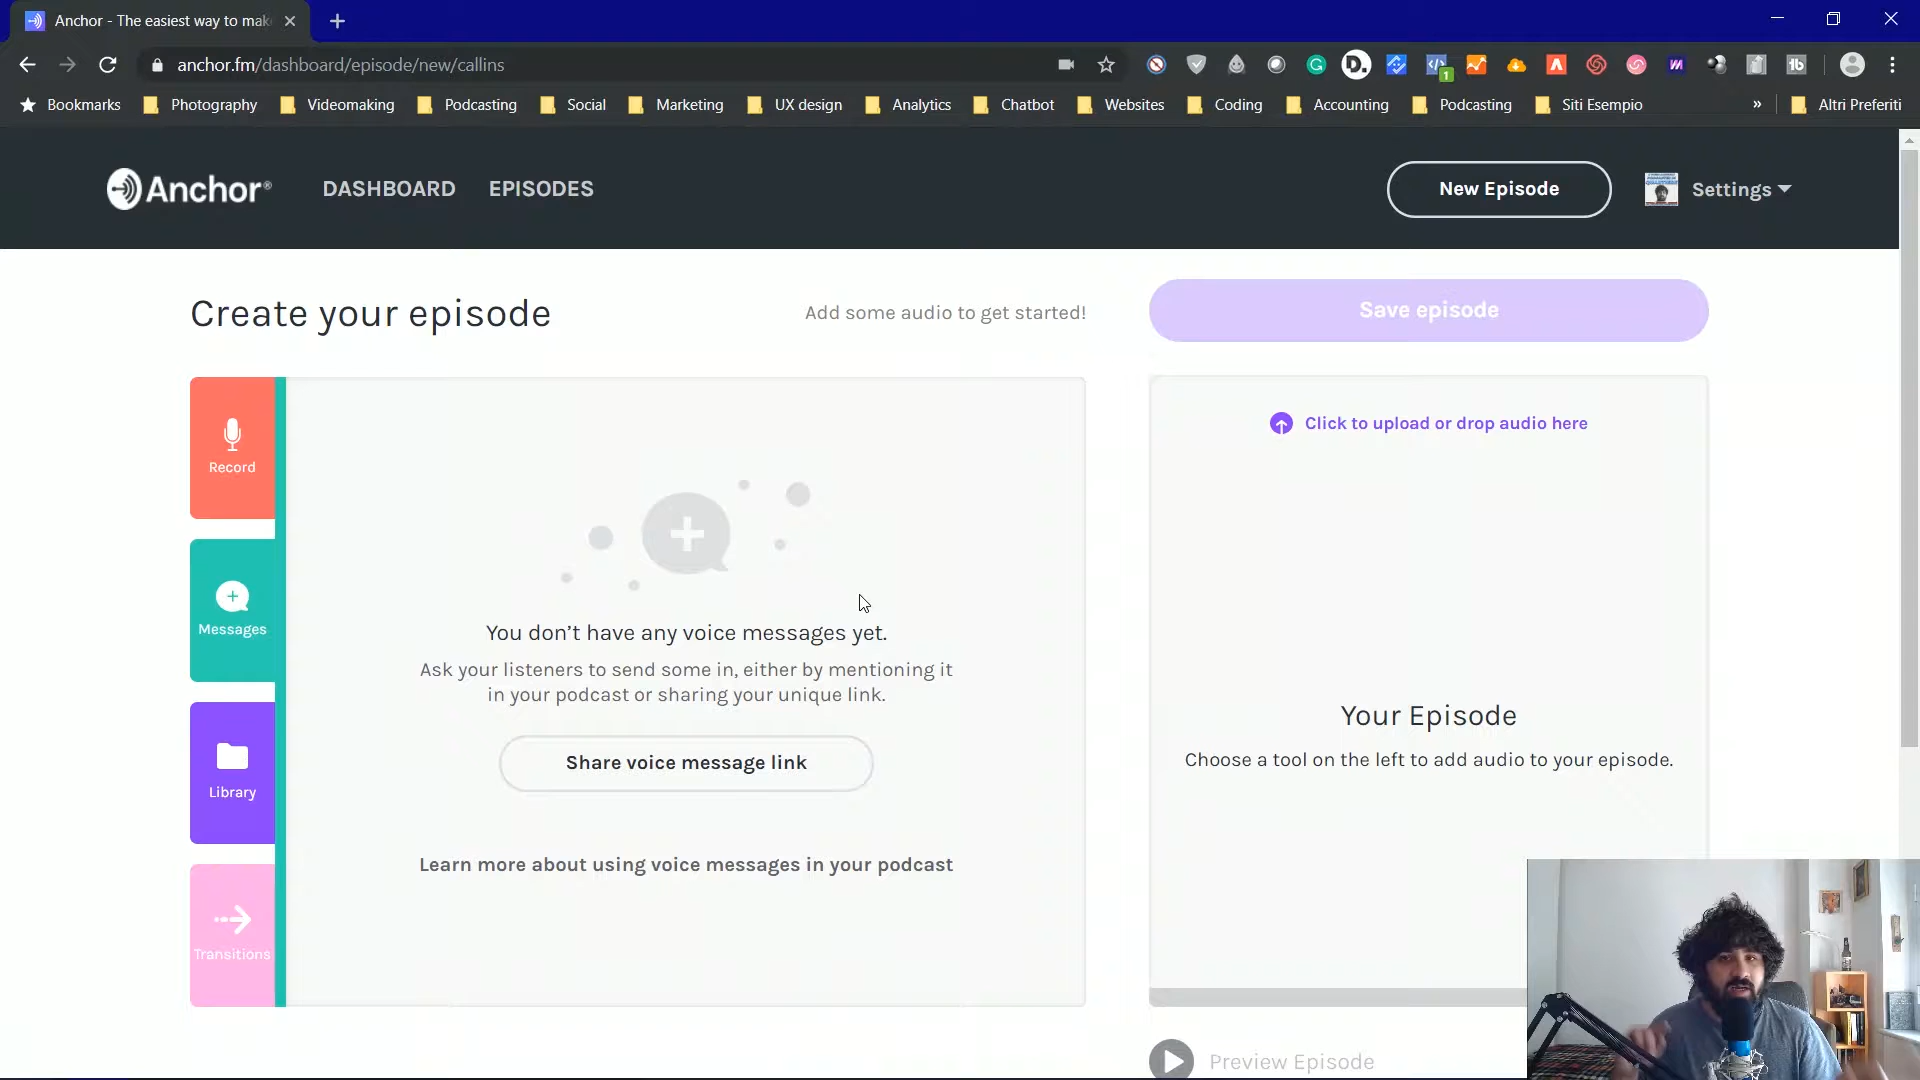 Anchor - The easiest way to mak
anchor.fm/dashboard/episode/new/callins
1
D.
tb
Bookmarks
Photography
Videomaking
Podcasting
Social
Marketing
UX design
Analytics
Chatbot
Websites
Coding
Accounting
Podcasting
Siti Esempio
»
Altri Preferiti
Anchor®
DASHBOARD
EPISODES
New Episode
Settings
Create your episode
Add some audio to get started!
Save episode
Record
Messages
Library
Transitions
You don’t have any voice messages yet.
Ask your listeners to send some in, either by mentioning it
in your podcast or sharing your unique link.
Share voice message link
Learn more about using voice messages in your podcast
Click to upload or drop audio here
Your Episode
Choose a tool on the left to add audio to your episode.
Preview Episode